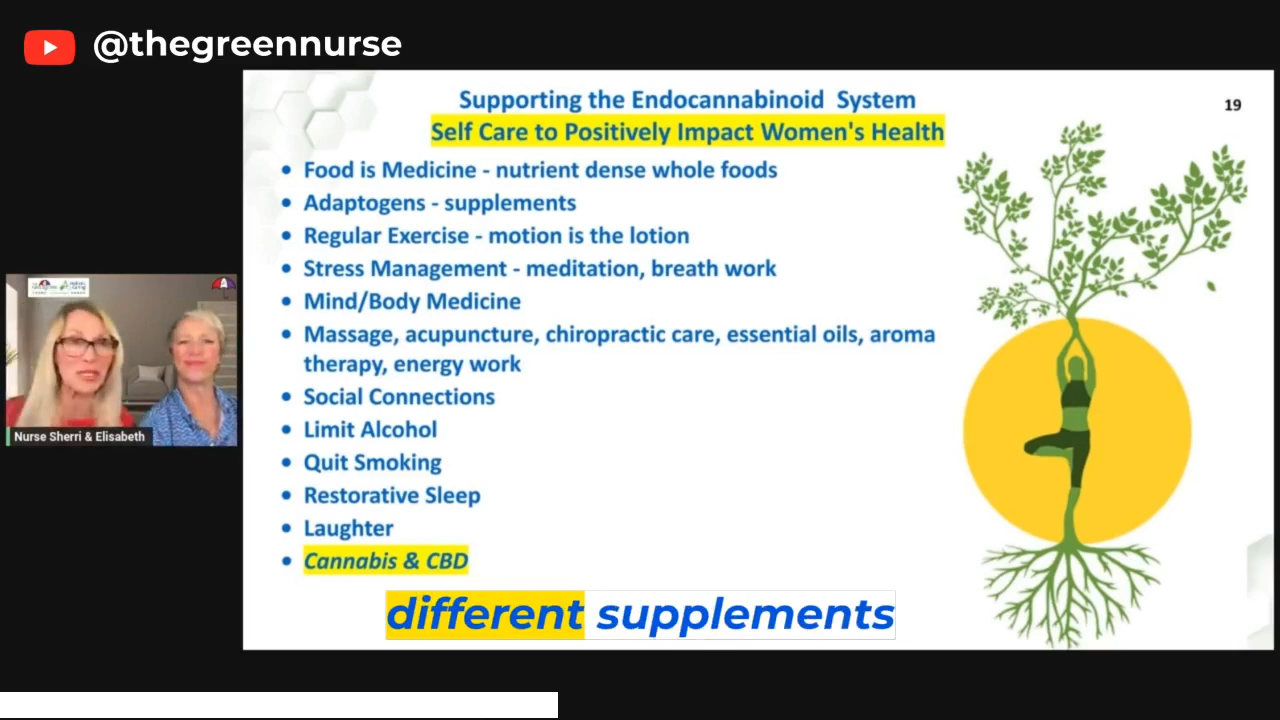 @thegreennurse
Supporting the Endocannabinoid System
19
Self Care to Positively Impact Women's Health
• Food is Medicine - nutrient dense whole foods
• Adaptogens - supplements
• Regular Exercise - motion is the lotion
• Stress Management - meditation, breath work
• Mind/Body Medicine
• Massage, acupuncture, chiropractic care, essential oils, aroma
therapy, energy work
• Social Connections
• Limit Alcohol
• Quit Smoking
• Restorative Sleep
• Laughter
• Cannabis & CBD
Nurse Sherri & Elisabeth
different supplements